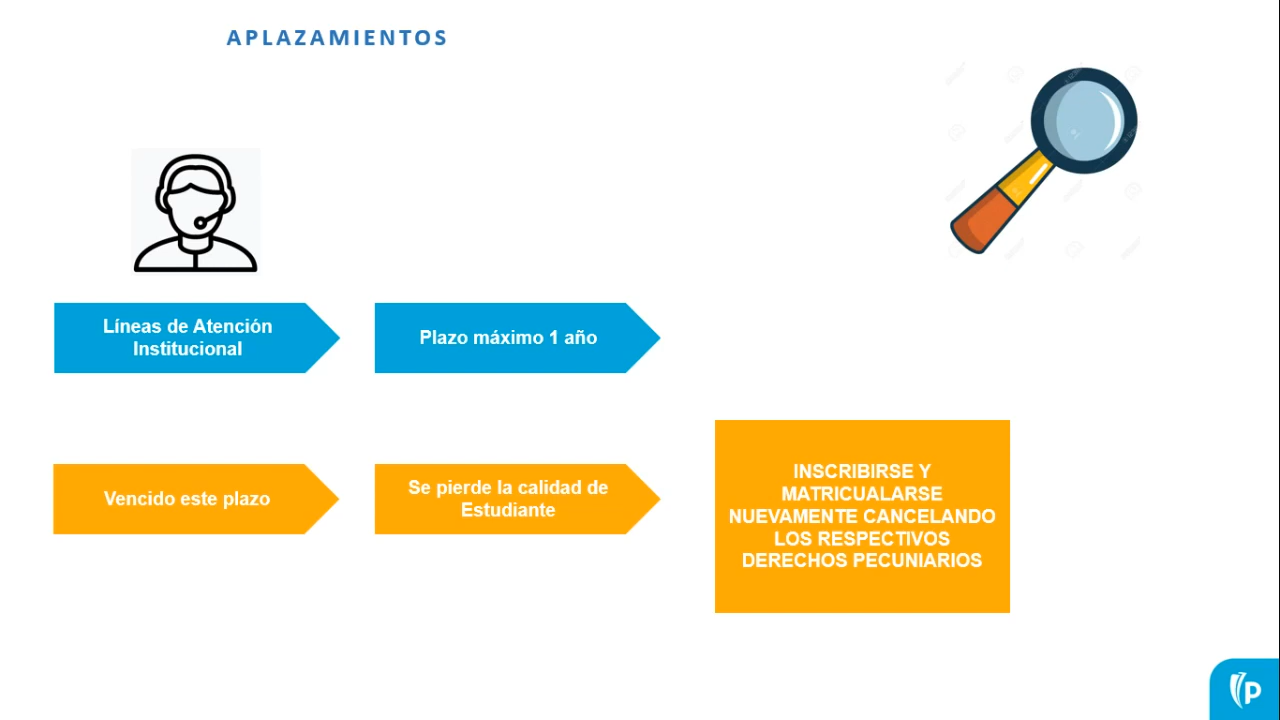 APLAZAMIENTOS
Líneas de Atención
Institucional
Plazo máximo 1 año
Vencido este plazo
Se pierde la calidad de
Estudiante
INSCRIBIRSE Y
MATRICUALARSE
NUEVAMENTE CANCELANDO
LOS RESPECTIVOS
DERECHOS PECUNIARIOS
P